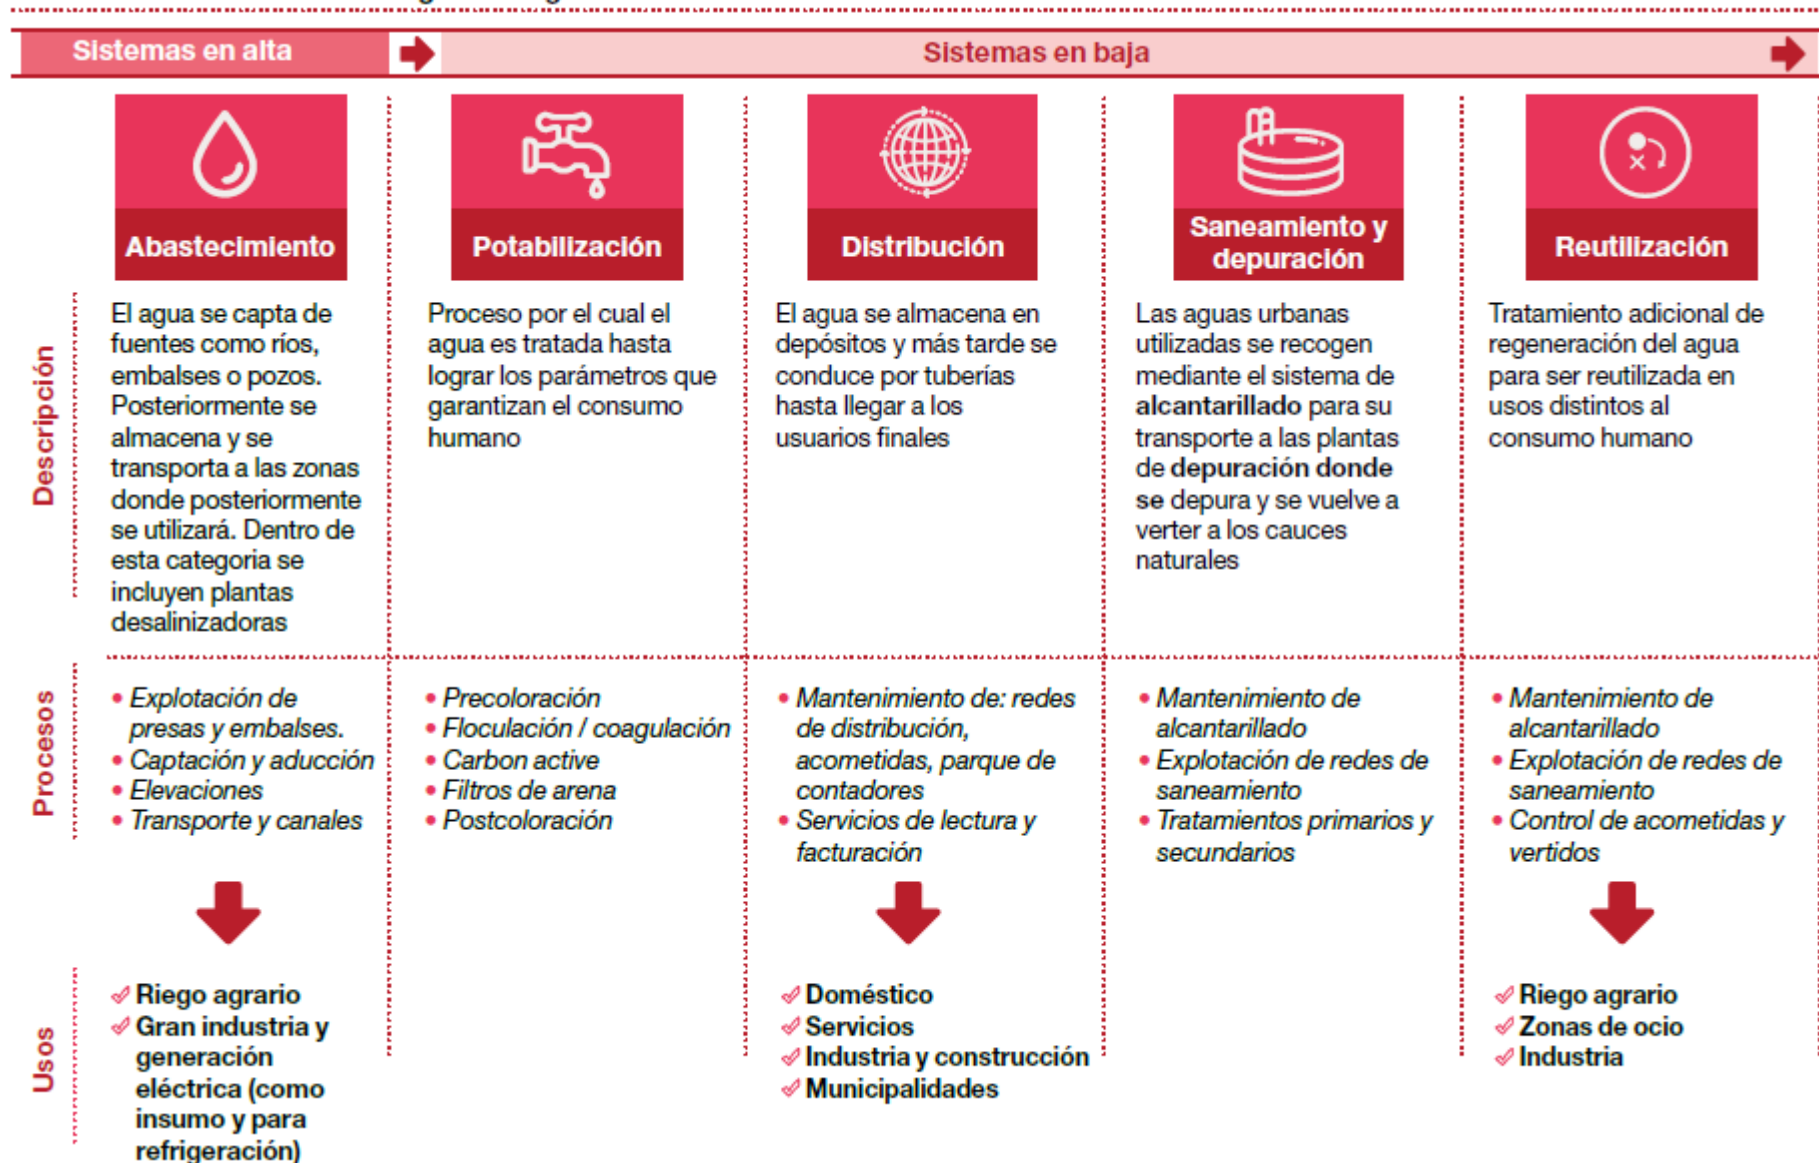 Sistemas en alta
Sistemas en baja
Abastecimiento
Potabilización
Distribución
Saneamiento y
depuración
Reutilización
Descripción
El agua se capta de
fuentes como ríos,
embalses o pozos.
Posteriormente se
almacena y se
transporta a las zonas
donde posteriormente
se utilizará. Dentro de
esta categoria se
incluyen plantas
desalinizadoras
Proceso por el cual el
agua es tratada hasta
lograr los parámetros que
garantizan el consumo
humano
El agua se almacena en
depósitos y más tarde se
conduce por tuberías
hasta llegar a los
usuarios finales
Las aguas urbanas
utilizadas se recogen
mediante el sistema de
alcantarillado para su
transporte a las plantas
de depuración donde
se depura y se vuelve a
verter a los cauces
naturales
Tratamiento adicional de
regeneración del agua
para ser reutilizada en
usos distintos al
consumo humano
Procesos
• Explotación de
presas y embalses.
• Captación y aducción
• Elevaciones
• Transporte y canales
• Precoloración
• Floculación / coagulación
• Carbon active
• Filtros de arena
• Postcoloración
• Mantenimiento de: redes
de distribución,
acometidas, parque de
contadores
• Servicios de lectura y
facturación
• Mantenimiento de
alcantarillado
• Explotación de redes de
saneamiento
• Tratamientos primarios y
secundarios
• Mantenimiento de
alcantarillado
• Explotación de redes de
saneamiento
• Control de acometidas y
vertidos
Usos
Riego agrario
Gran industria y
generación
eléctrica (como
insumo y para
refrigeración)
Doméstico
Servicios
Industria y construcción
Municipalidades
Riego agrario
Zonas de ocio
Industria